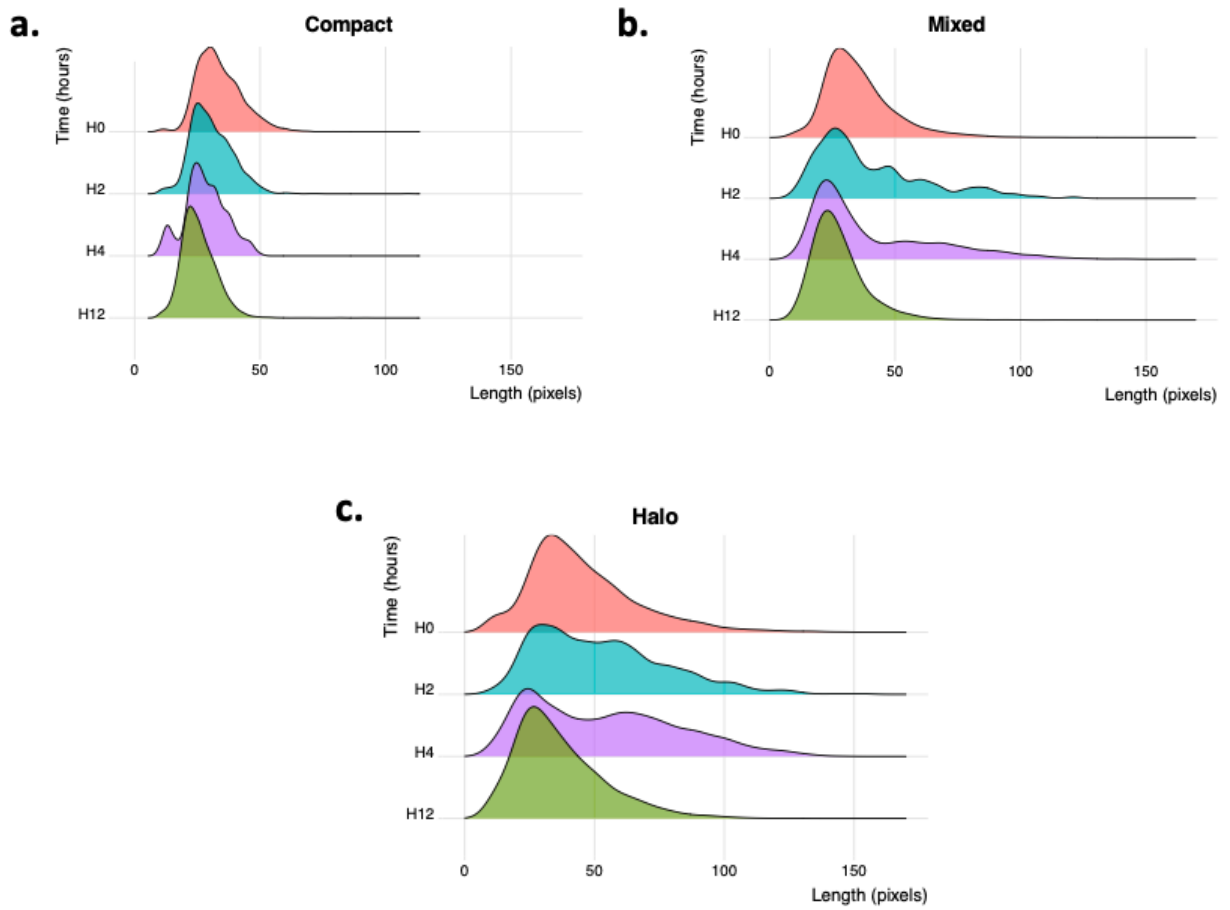 a.
Compact
Time (hours)
H0
H2
H4
H12
0 50 100 150
Length (pixels)
b.
Mixed
Time (hours)
H0
H2
H4
H12
0 50 100 150
Length (pixels)
c.
Halo
Time (hours)
H0
H2
H4
H12
0 50 100 150
Length (pixels)